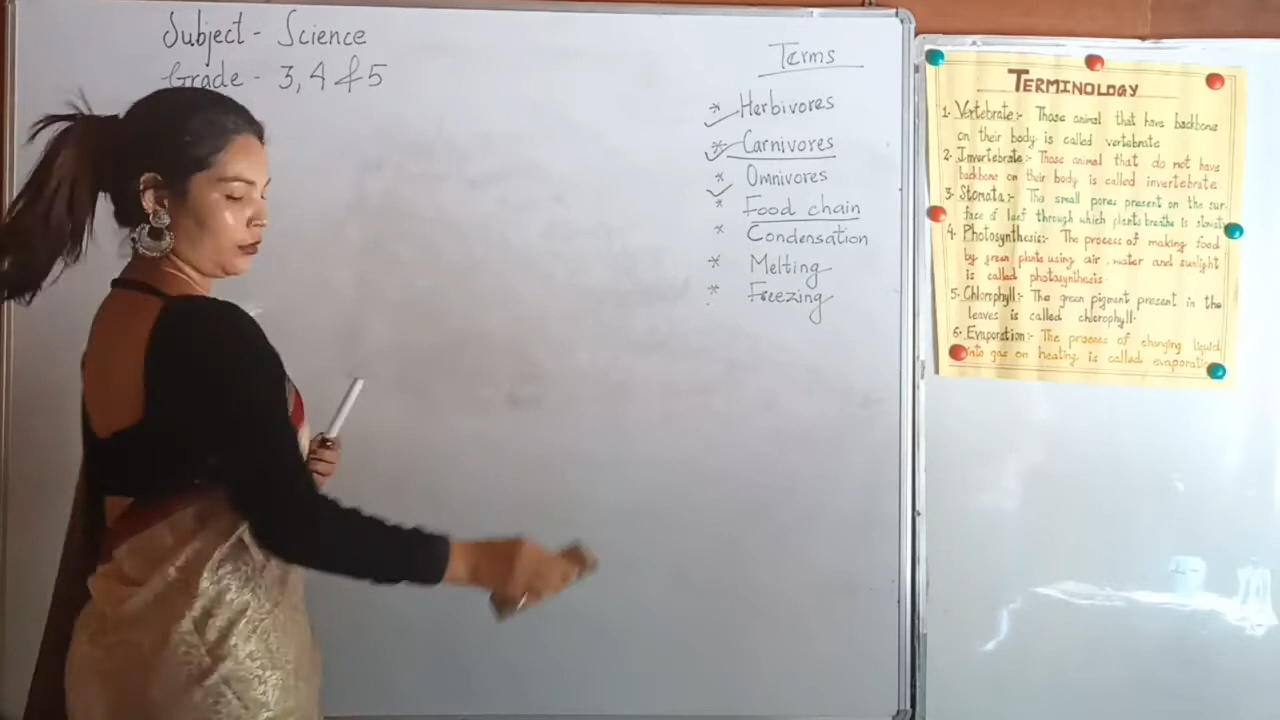 Subject - Science
Grade - 3, 4 & 5
Terms
* Herbivores
* Carnivores
* Omnivores
* Food chain
* Condensation
* Melting
* Freezing
TERMINOLOGY
1. Vertebrate:- Those animal that have backbone
on their body is called vertebrate
2. Invertebrate:- Those animal that do not have
backbone on their body is called invertebrate
3. Stomata:- The small pores present on the sur-
face of leaf through which plants breathe is stomata
4. Photosynthesis:- The process of making food
by green plants using air, water and sunlight
is called photosynthesis
5. Chlorophyll:- The green pigment present in the
leaves is called chlorophyll.
6. Evaporation:- The process of changing liquid
into gas on heating is called evaporation